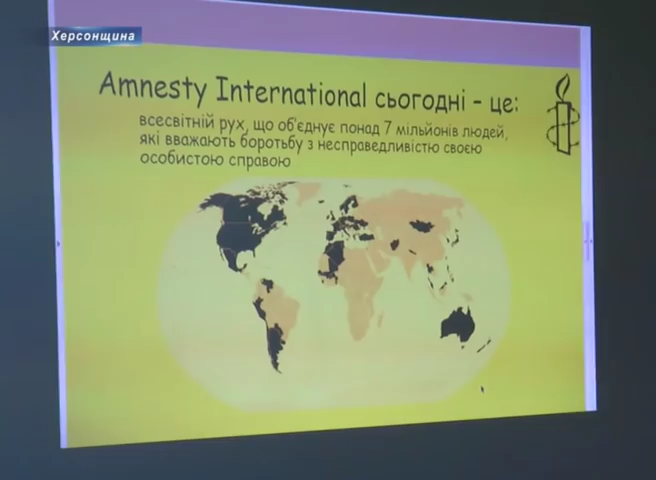 Херсонщина
Amnesty International сьогодні – це:
всесвітній рух, що об'єднує понад 7 мільйонів людей,
які вважають боротьбу з несправедливістю своєю
особистою справою